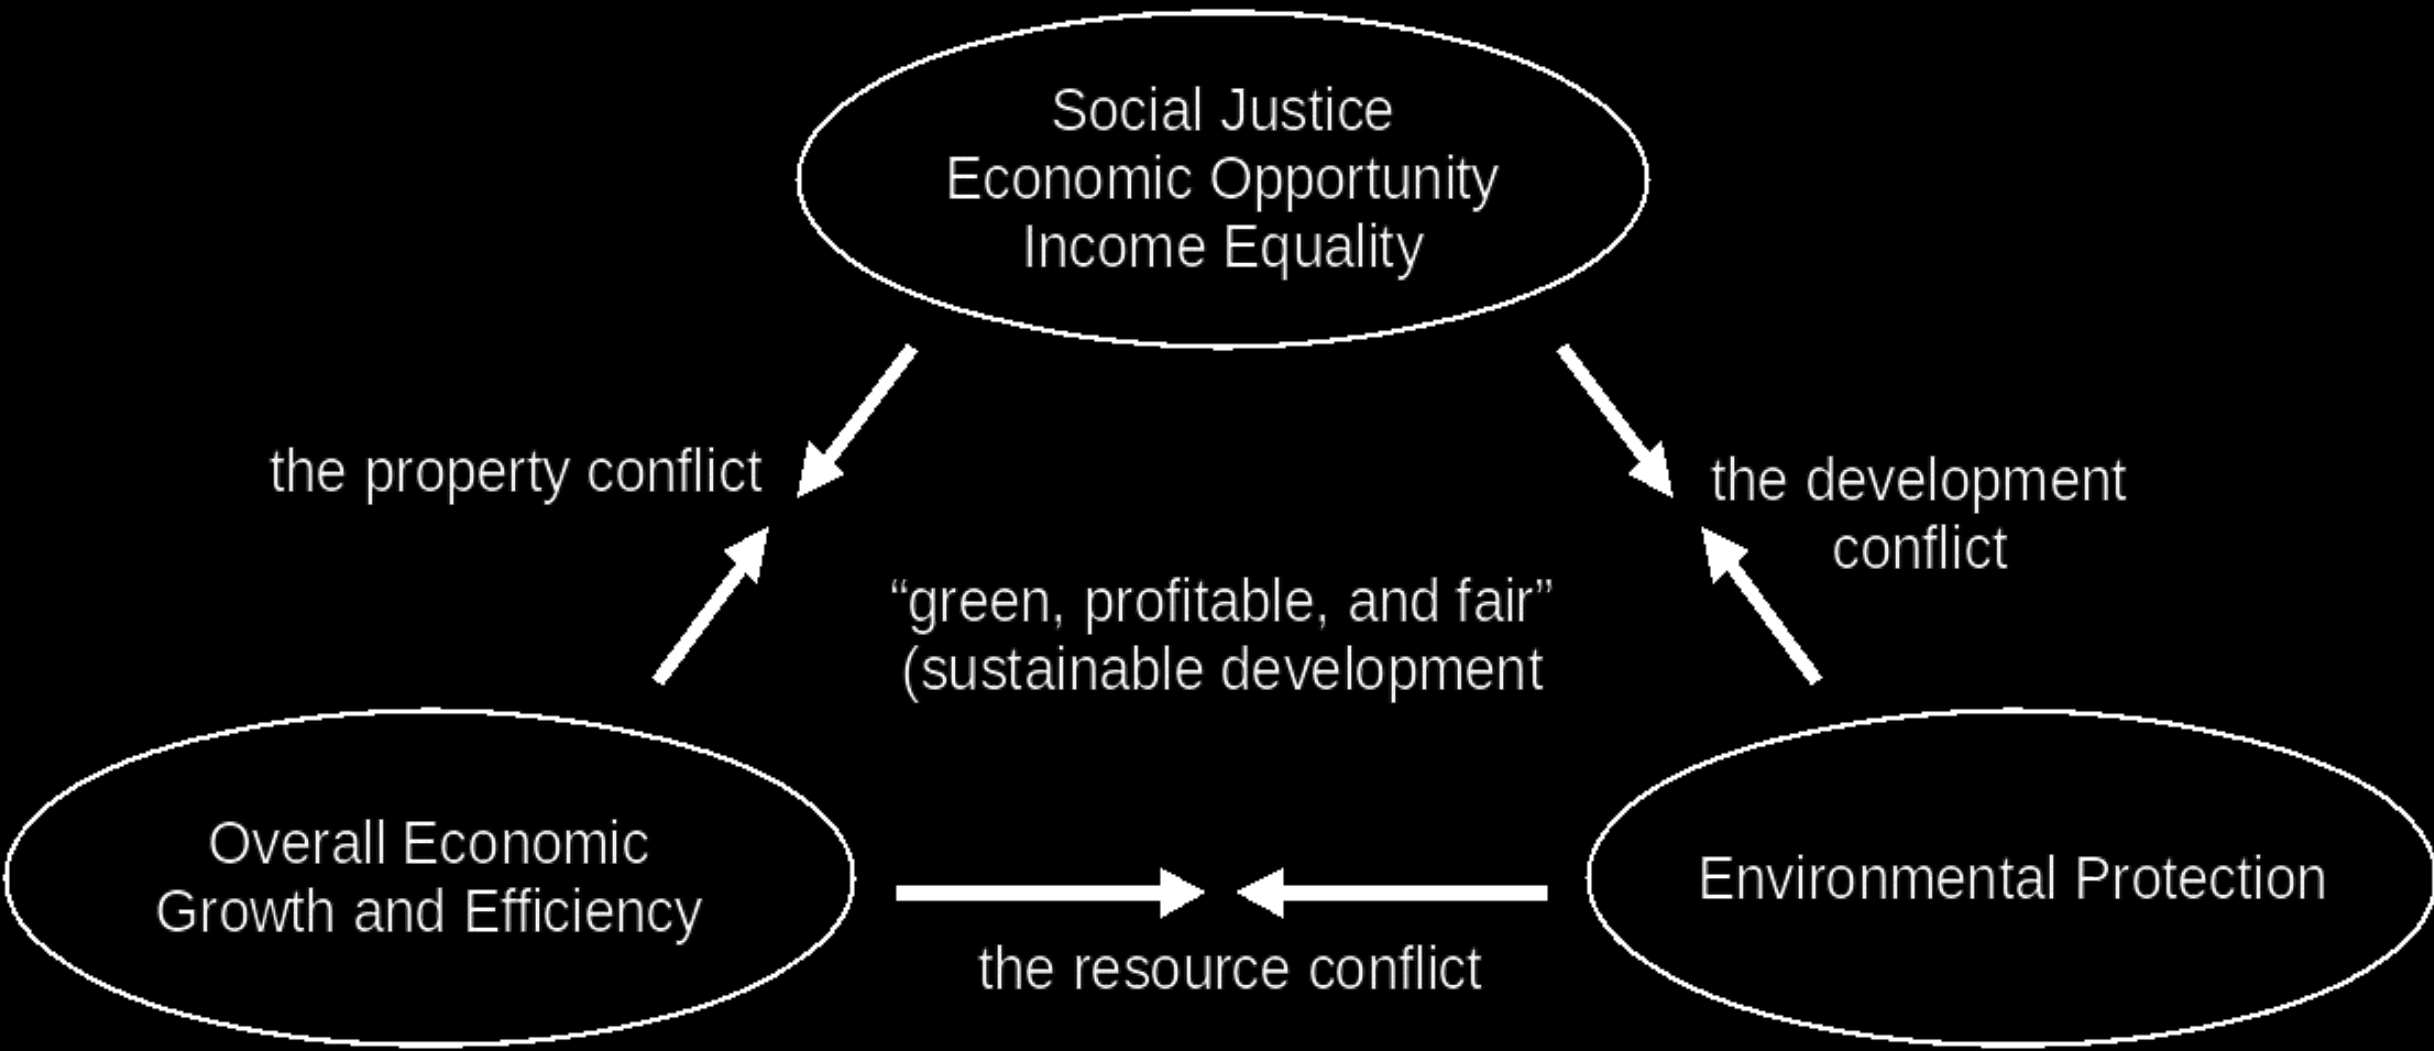 Social Justice
Economic Opportunity
Income Equality
the property conflict
the development
conflict
“green, profitable, and fair”
(sustainable development
Overall Economic
Growth and Efficiency
Environmental Protection
the resource conflict